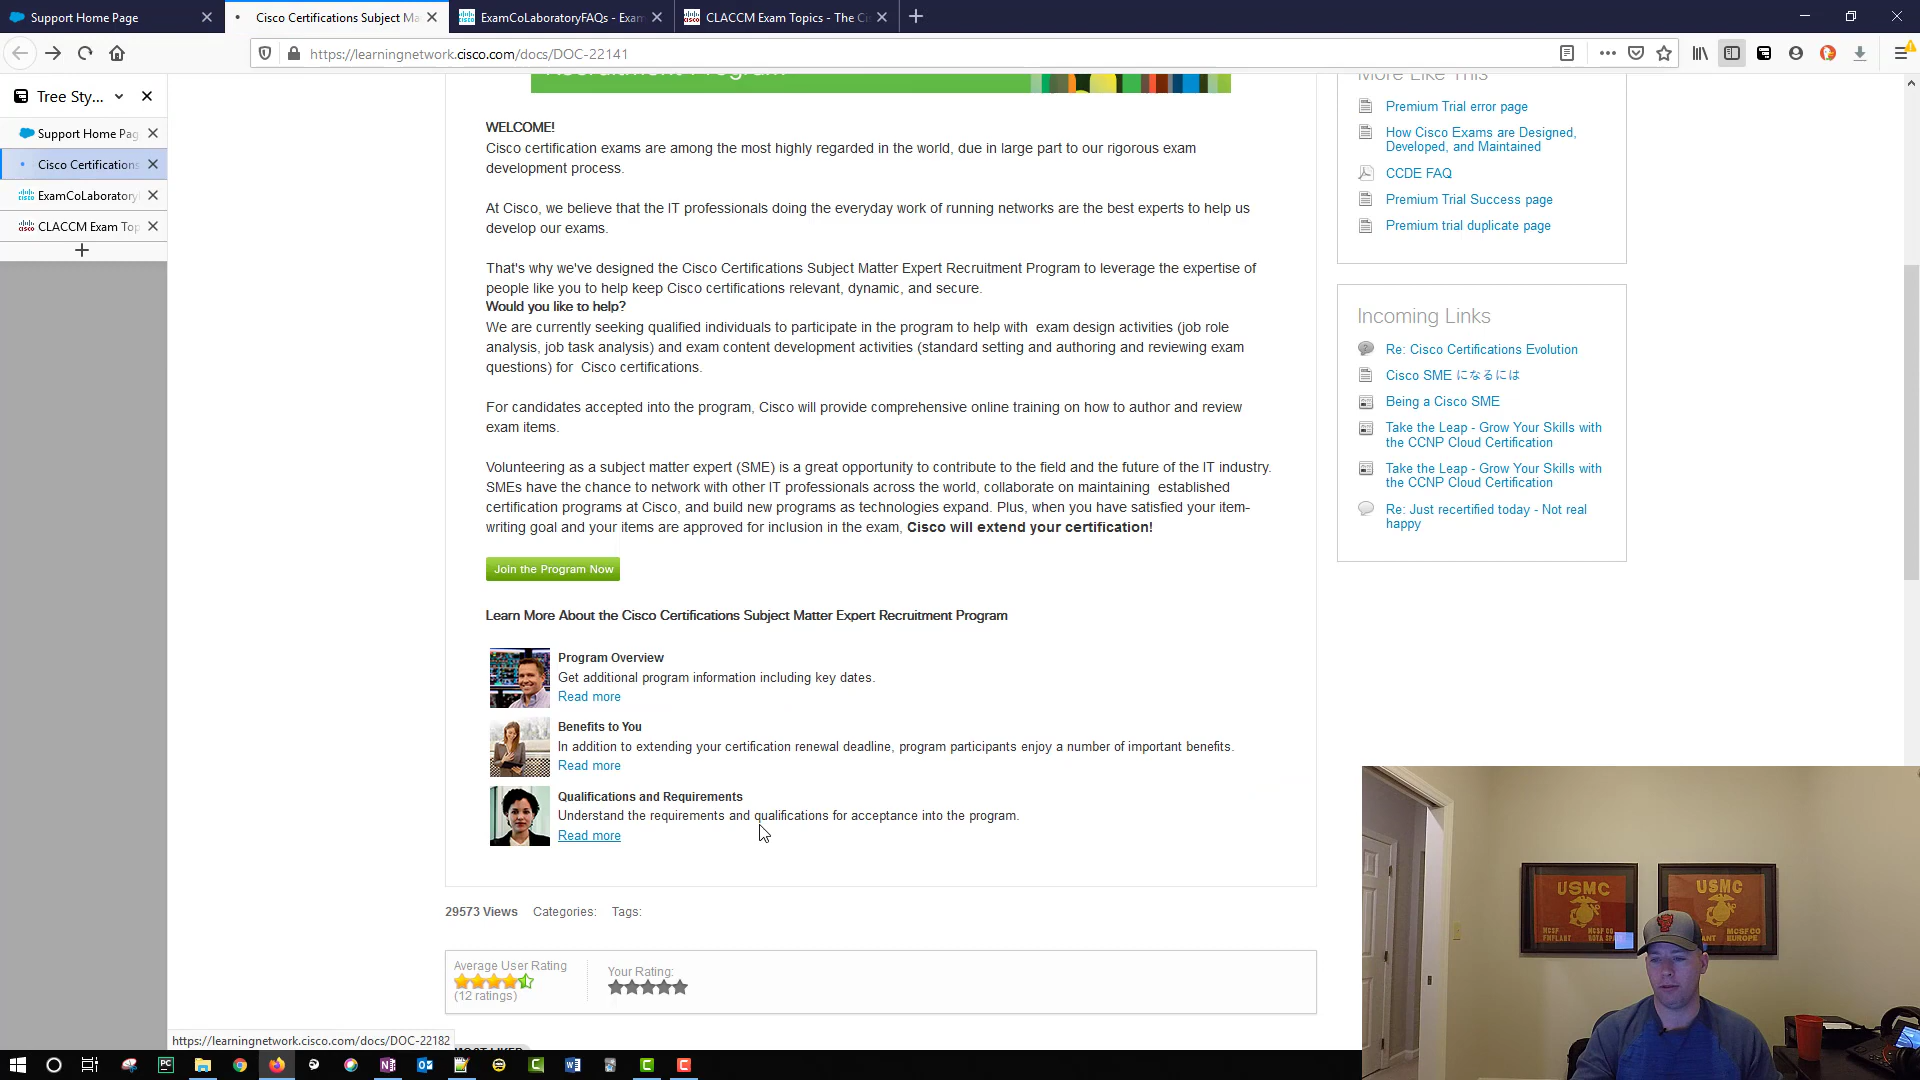 Support Home Page
Cisco Certifications Subject Ma
ExamCoLaboratoryFAQs - Exam
CLACCM Exam Topics - The Ci
https://learningnetwork.cisco.com/docs/DOC-22141
Tree Sty...
Support Home Pag
Cisco Certifications
ExamCoLaboratory
CLACCM Exam Top
Recruitment Program
WELCOME!
Cisco certification exams are among the most highly regarded in the world, due in large part to our rigorous exam
development process.
At Cisco, we believe that the IT professionals doing the everyday work of running networks are the best experts to help us
develop our exams.
That's why we've designed the Cisco Certifications Subject Matter Expert Recruitment Program to leverage the expertise of
people like you to help keep Cisco certifications relevant, dynamic, and secure.
Would you like to help?
We are currently seeking qualified individuals to participate in the program to help with exam design activities (job role
analysis, job task analysis) and exam content development activities (standard setting and authoring and reviewing exam
questions) for Cisco certifications.
For candidates accepted into the program, Cisco will provide comprehensive online training on how to author and review
exam items.
Volunteering as a subject matter expert (SME) is a great opportunity to contribute to the field and the future of the IT industry.
SMEs have the chance to network with other IT professionals across the world, collaborate on maintaining established
certification programs at Cisco, and build new programs as technologies expand. Plus, when you have satisfied your item-
writing goal and your items are approved for inclusion in the exam, Cisco will extend your certification!
Join the Program Now
Learn More About the Cisco Certifications Subject Matter Expert Recruitment Program
Program Overview
Get additional program information including key dates.
Read more
Benefits to You
In addition to extending your certification renewal deadline, program participants enjoy a number of important benefits.
Read more
Qualifications and Requirements
Understand the requirements and qualifications for acceptance into the program.
Read more
29573 Views Categories: Tags:
Average User Rating
(12 ratings)
Your Rating:
MOST LIKED
https://learningnetwork.cisco.com/docs/DOC-22182
More Like This
Premium Trial error page
How Cisco Exams are Designed,
Developed, and Maintained
CCDE FAQ
Premium Trial Success page
Premium trial duplicate page
Incoming Links
Re: Cisco Certifications Evolution
Cisco SME になるには
Being a Cisco SME
Take the Leap - Grow Your Skills with
the CCNP Cloud Certification
Take the Leap - Grow Your Skills with
the CCNP Cloud Certification
Re: Just recertified today - Not real
happy
USMC
MCSF
USMC
MCSFCO
EUROPE